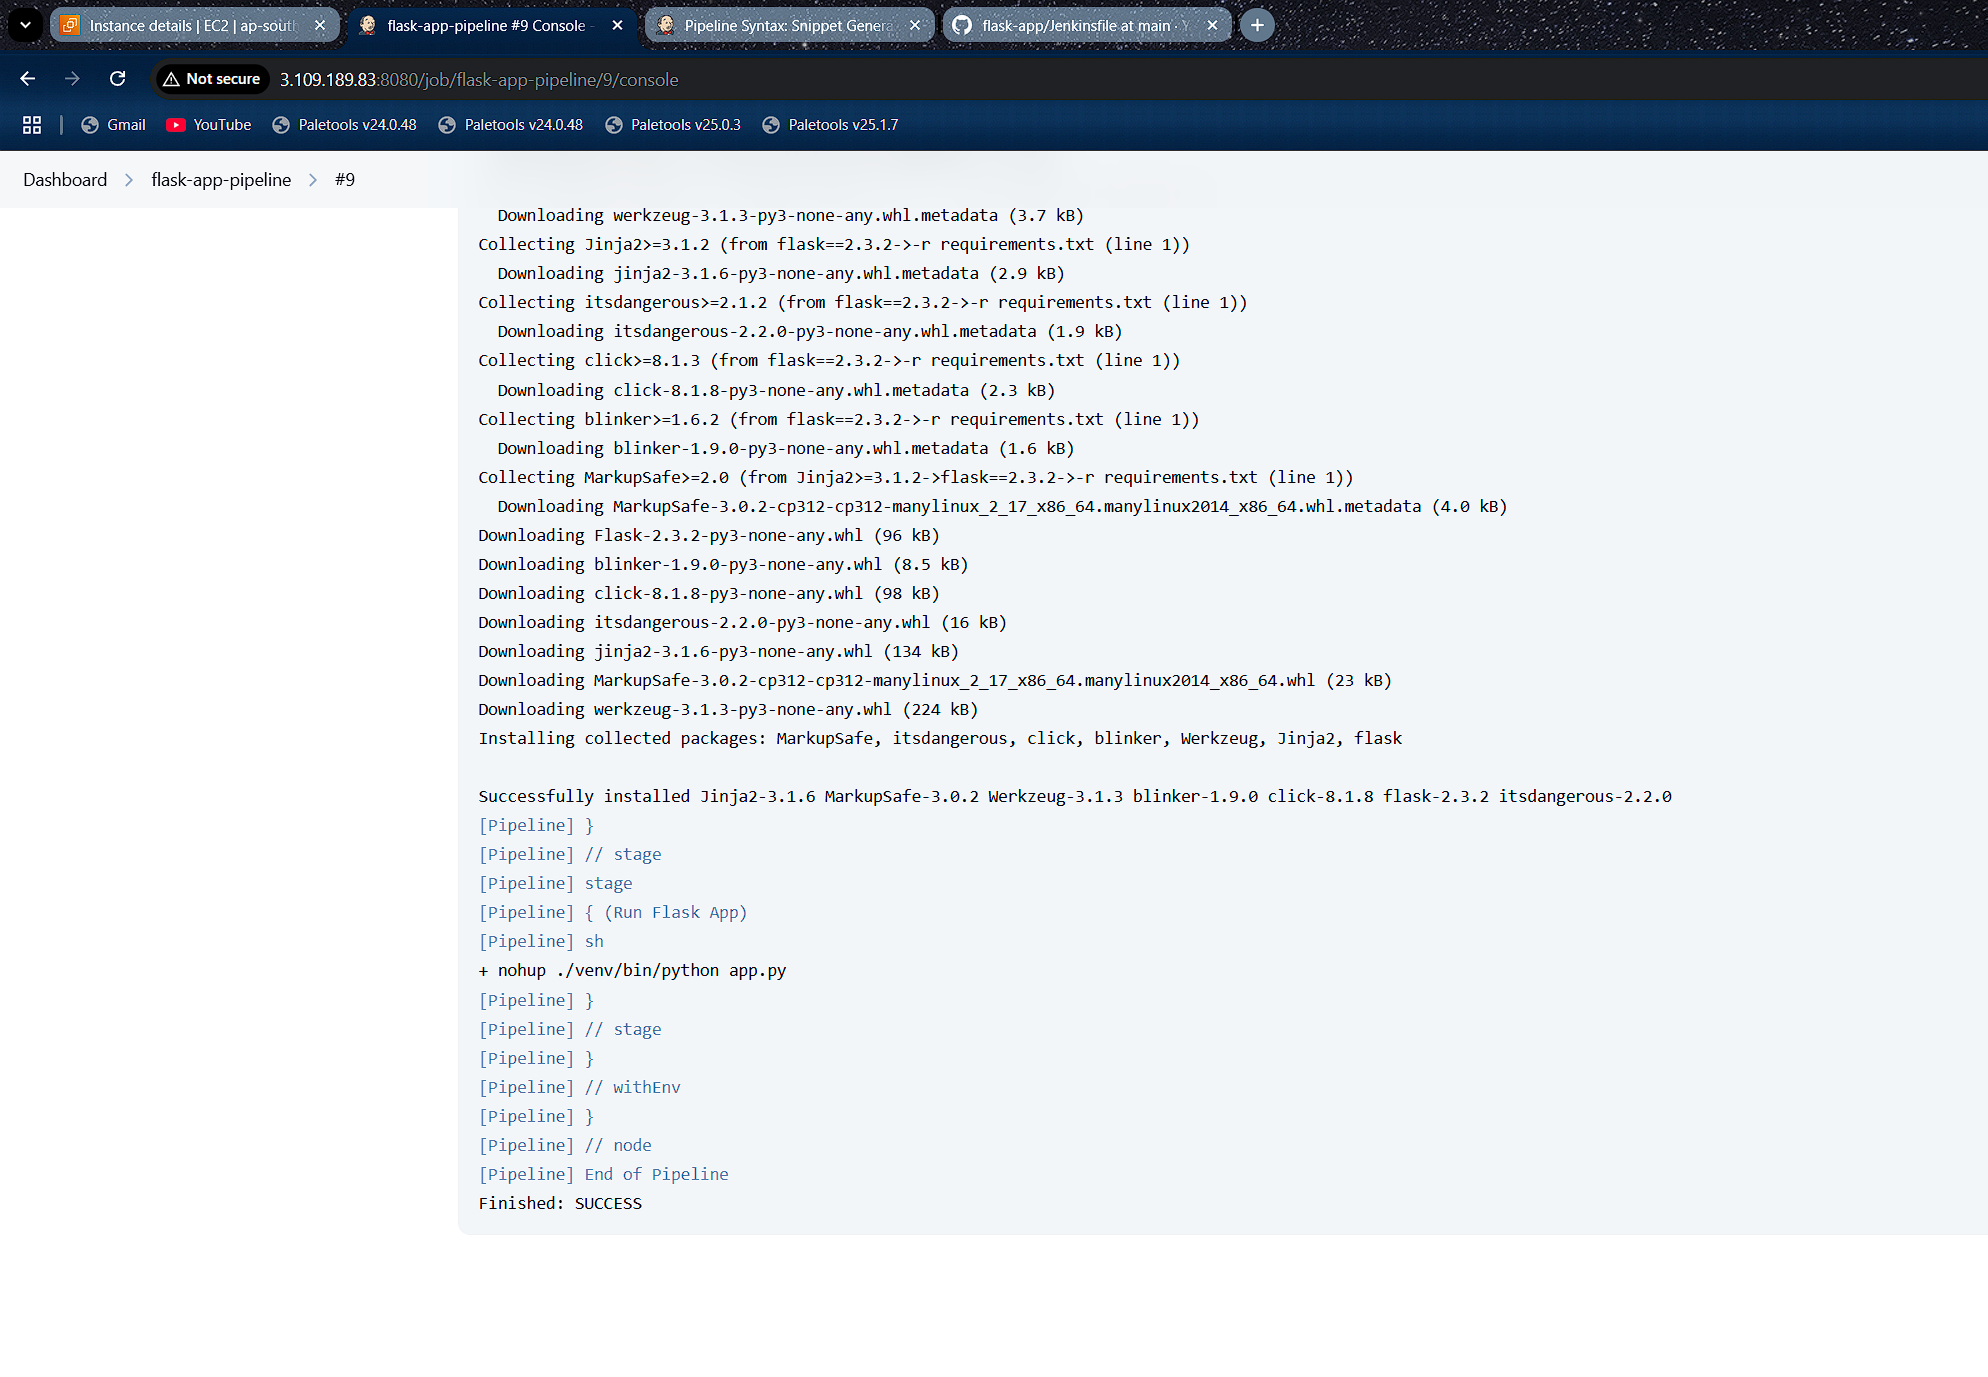 Instance details | EC2 | ap-sout
flask-app-pipeline #9 Console -
Pipeline Syntax: Snippet Genera
flask-app/Jenkinsfile at main · Y
Not secure
3.109.189.83:8080/job/flask-app-pipeline/9/console
Gmail
YouTube
Paletools v24.0.48
Paletools v24.0.48
Paletools v25.0.3
Paletools v25.1.7
Dashboard > flask-app-pipeline > #9
Downloading werkzeug-3.1.3-py3-none-any.whl.metadata (3.7 kB)
Collecting Jinja2>=3.1.2 (from flask==2.3.2->-r requirements.txt (line 1))
Downloading jinja2-3.1.6-py3-none-any.whl.metadata (2.9 kB)
Collecting itsdangerous>=2.1.2 (from flask==2.3.2->-r requirements.txt (line 1))
Downloading itsdangerous-2.2.0-py3-none-any.whl.metadata (1.9 kB)
Collecting click>=8.1.3 (from flask==2.3.2->-r requirements.txt (line 1))
Downloading click-8.1.8-py3-none-any.whl.metadata (2.3 kB)
Collecting blinker>=1.6.2 (from flask==2.3.2->-r requirements.txt (line 1))
Downloading blinker-1.9.0-py3-none-any.whl.metadata (1.6 kB)
Collecting MarkupSafe>=2.0 (from Jinja2>=3.1.2->flask==2.3.2->-r requirements.txt (line 1))
Downloading MarkupSafe-3.0.2-cp312-cp312-manylinux_2_17_x86_64.manylinux2014_x86_64.whl.metadata (4.0 kB)
Downloading Flask-2.3.2-py3-none-any.whl (96 kB)
Downloading blinker-1.9.0-py3-none-any.whl (8.5 kB)
Downloading click-8.1.8-py3-none-any.whl (98 kB)
Downloading itsdangerous-2.2.0-py3-none-any.whl (16 kB)
Downloading jinja2-3.1.6-py3-none-any.whl (134 kB)
Downloading MarkupSafe-3.0.2-cp312-cp312-manylinux_2_17_x86_64.manylinux2014_x86_64.whl (23 kB)
Downloading werkzeug-3.1.3-py3-none-any.whl (224 kB)
Installing collected packages: MarkupSafe, itsdangerous, click, blinker, Werkzeug, Jinja2, flask
Successfully installed Jinja2-3.1.6 MarkupSafe-3.0.2 Werkzeug-3.1.3 blinker-1.9.0 click-8.1.8 flask-2.3.2 itsdangerous-2.2.0
[Pipeline] }
[Pipeline] // stage
[Pipeline] stage
[Pipeline] { (Run Flask App)
[Pipeline] sh
+ nohup ./venv/bin/python app.py
[Pipeline] }
[Pipeline] // stage
[Pipeline] }
[Pipeline] // withEnv
[Pipeline] }
[Pipeline] // node
[Pipeline] End of Pipeline
Finished: SUCCESS